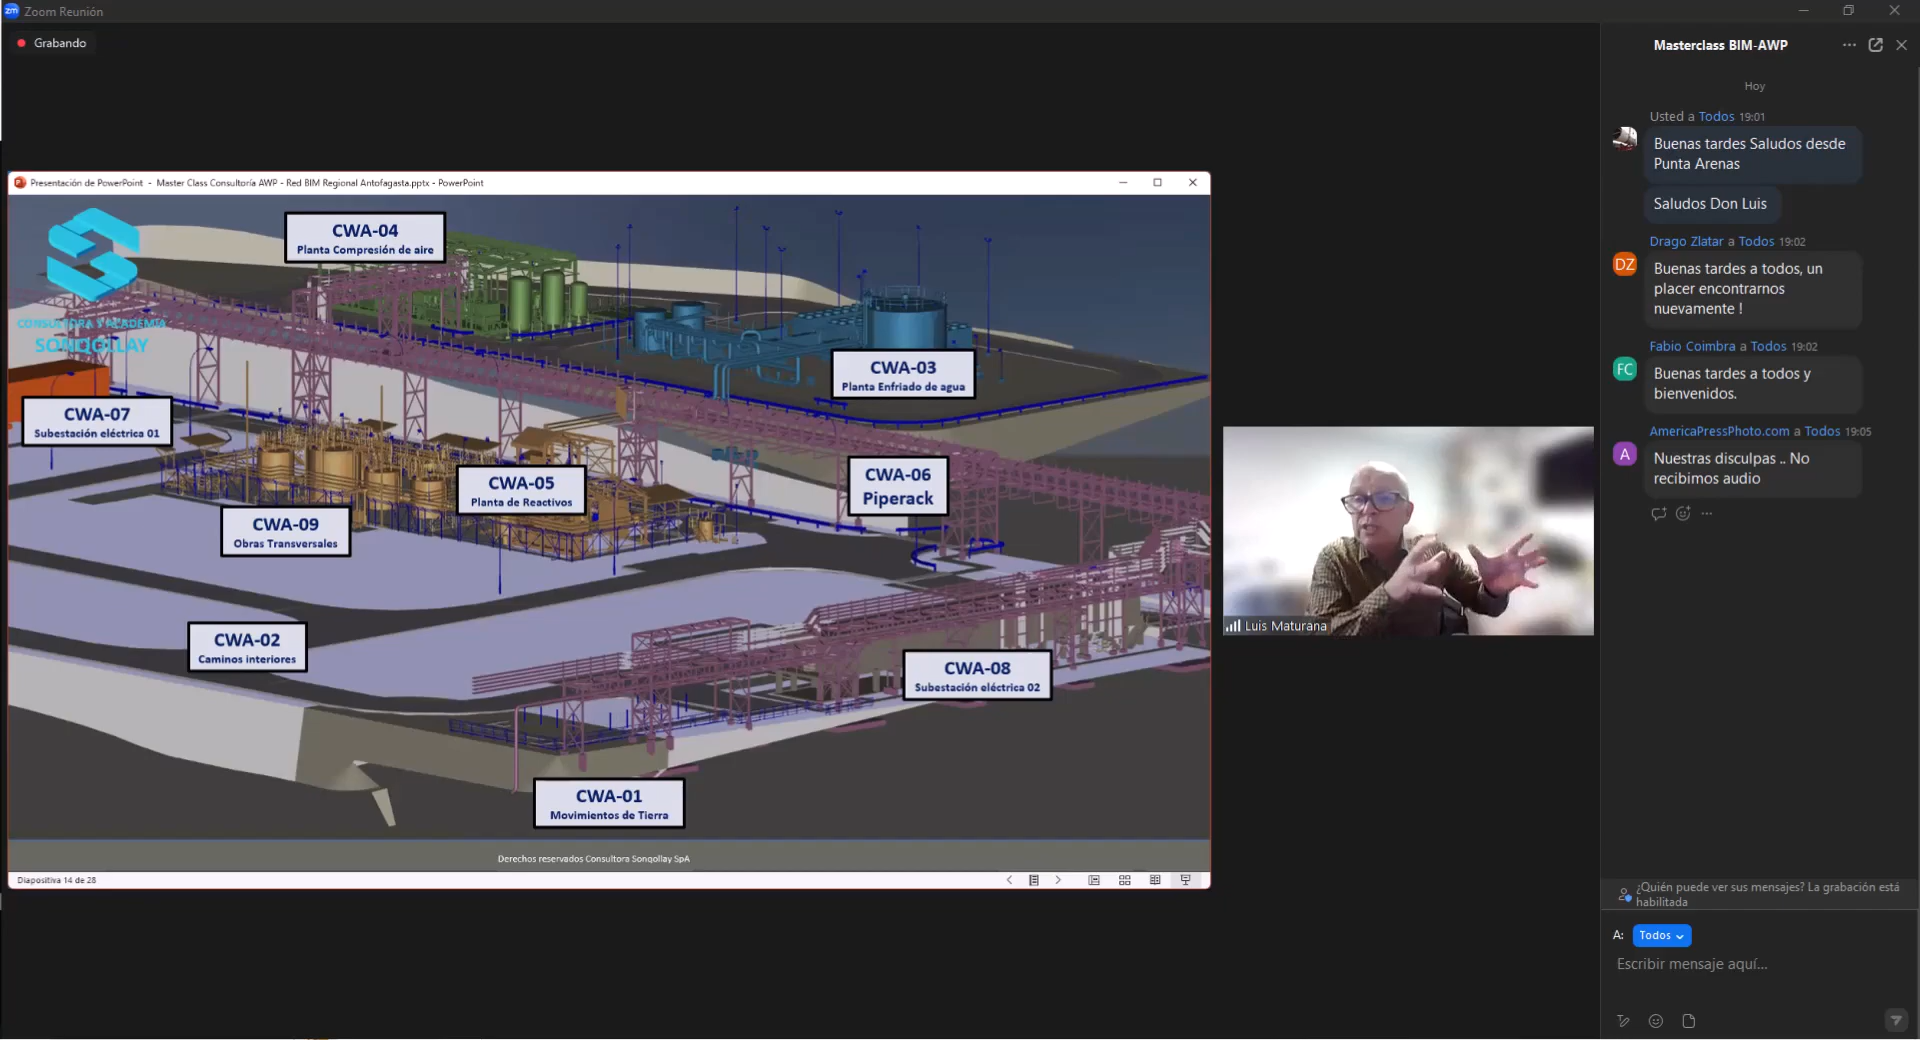 Zoom Reunión
Grabando
Presentación de PowerPoint - Master Class Consultoría AWP - Red BIM Regional Antofagasta.pptx - PowerPoint
CONSULTORA Y ACADEMIA
SONQOLLAY
CWA-04
Planta Compresión de aire
CWA-03
Planta Enfriado de agua
CWA-07
Subestación eléctrica 01
CWA-05
Planta de Reactivos
CWA-06
Piperack
CWA-09
Obras Transversales
CWA-02
Caminos interiores
CWA-08
Subestación eléctrica 02
CWA-01
Movimientos de Tierra
Derechos reservados Consultora Sonqollay SpA
Diapositiva 14 de 28
Luis Maturana
Masterclass BIM-AWP
Hoy
Usted a Todos 19:01
Buenas tardes Saludos desde
Punta Arenas
Saludos Don Luis
Drago Zlatar a Todos 19:02
DZ
Buenas tardes a todos, un
placer encontrarnos
nuevamente !
Fabio Coimbra a Todos 19:02
FC
Buenas tardes a todos y
bienvenidos.
AmericaPressPhoto.com a Todos 19:05
A
Nuestras disculpas .. No
recibimos audio
¿Quién puede ver sus mensajes? La grabación está
habilitada
A: Todos
Escribir mensaje aquí...